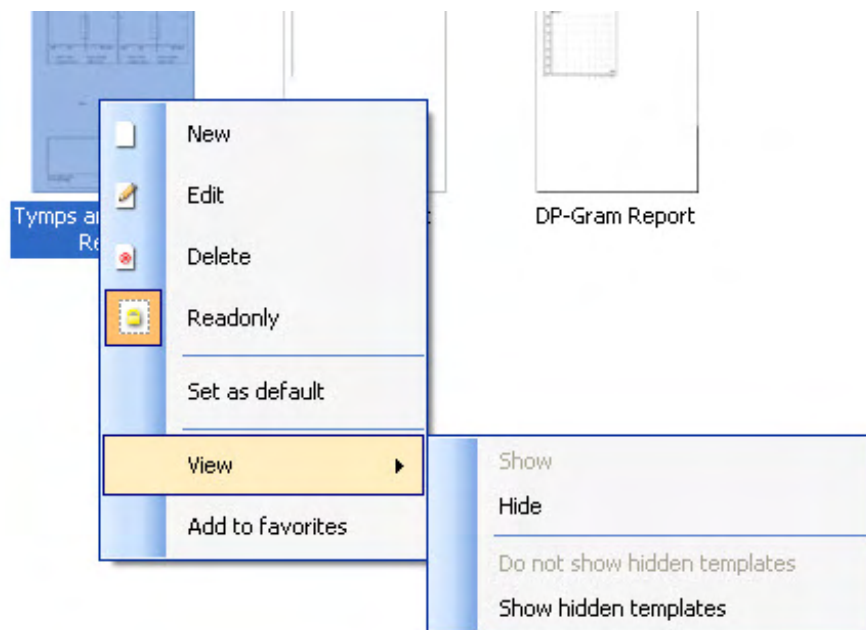 New
Edit
Tymps a
DP-Gram Report
Re
Delete
Readonly
Set as default
View
Show
Hide
Add to favorites
Do not show hidden templates
Show hidden templates